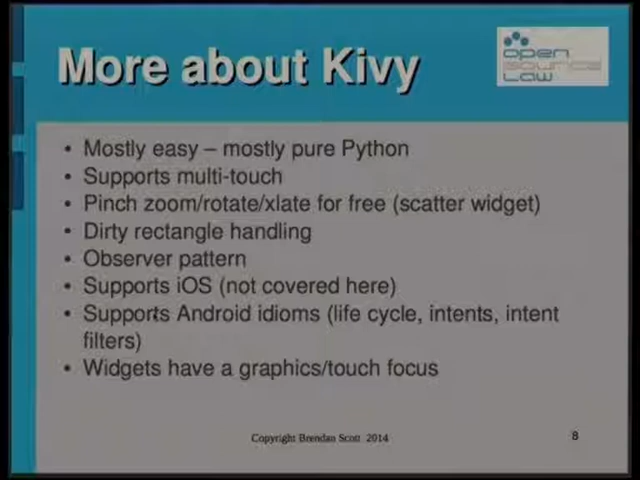 More about Kivy
open
source
Law
• Mostly easy – mostly pure Python
• Supports multi-touch
• Pinch zoom/rotate/xlate for free (scatter widget)
• Dirty rectangle handling
• Observer pattern
• Supports iOS (not covered here)
• Supports Android idioms (life cycle, intents, intent
filters)
• Widgets have a graphics/touch focus
Copyright Brendan Scott 2014
8